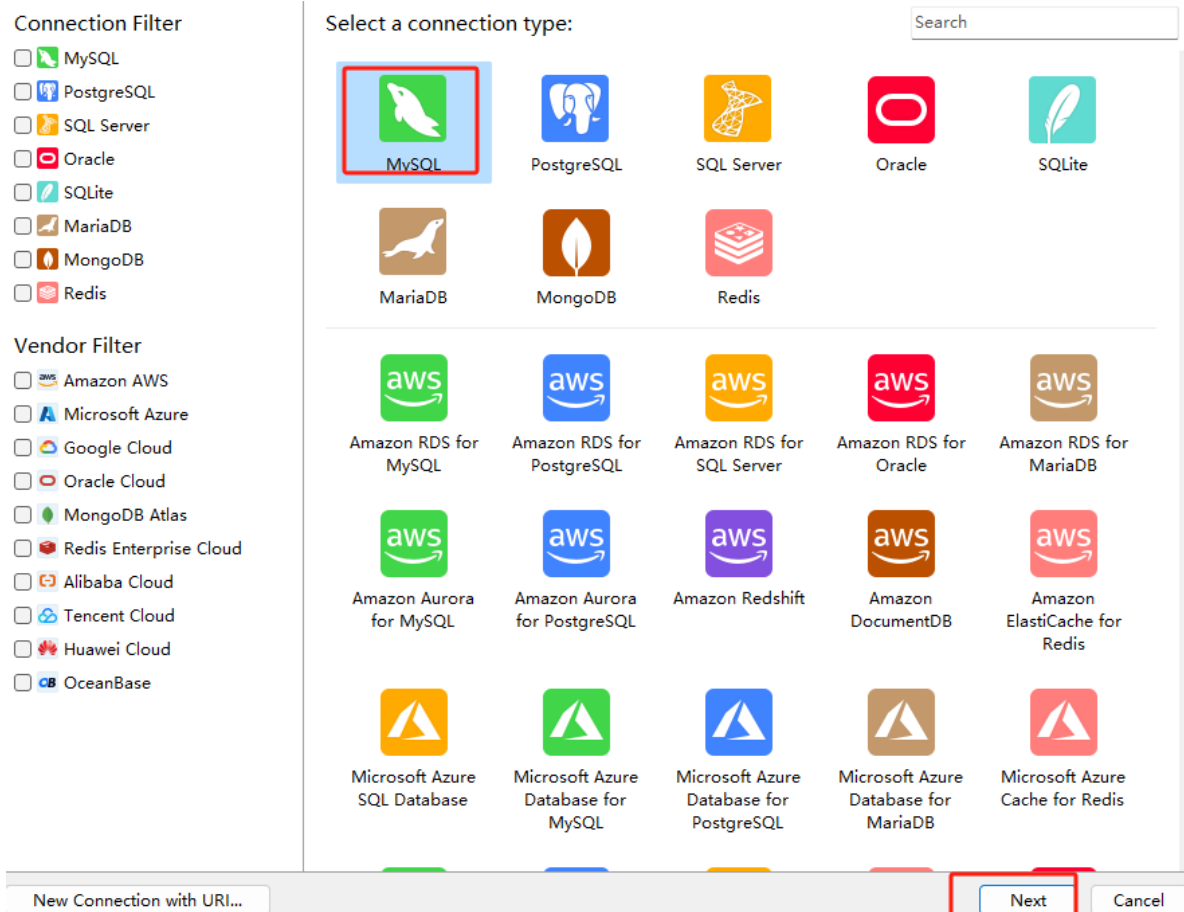 Connection Filter
MySQL
PostgreSQL
SQL Server
Oracle
SQLite
MariaDB
MongoDB
Redis
Vendor Filter
aws Amazon AWS
Microsoft Azure
Google Cloud
Oracle Cloud
MongoDB Atlas
Redis Enterprise Cloud
Alibaba Cloud
Tencent Cloud
Huawei Cloud
OB OceanBase
Select a connection type:
Search
MySQL
PostgreSQL
SQL Server
Oracle
SQLite
MariaDB
MongoDB
Redis
aws
aws
aws
aws
aws
Amazon RDS for
MySQL
Amazon RDS for
PostgreSQL
Amazon RDS for
SQL Server
Amazon RDS for
Oracle
Amazon RDS for
MariaDB
aws
aws
aws
aws
aws
Amazon Aurora
for MySQL
Amazon Aurora
for PostgreSQL
Amazon Redshift
Amazon
DocumentDB
Amazon
ElastiCache for
Redis
Microsoft Azure
SQL Database
Microsoft Azure
Database for
MySQL
Microsoft Azure
Database for
PostgreSQL
Microsoft Azure
Database for
MariaDB
Microsoft Azure
Cache for Redis
New Connection with URI...
Next
Cancel